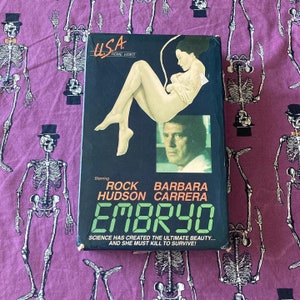 USA
HOME VIDEO
Starring
ROCK HUDSON
BARBARA CARRERA
EMBRYO
SCIENCE HAS CREATED THE ULTIMATE BEAUTY...
AND SHE MUST KILL TO SURVIVE!